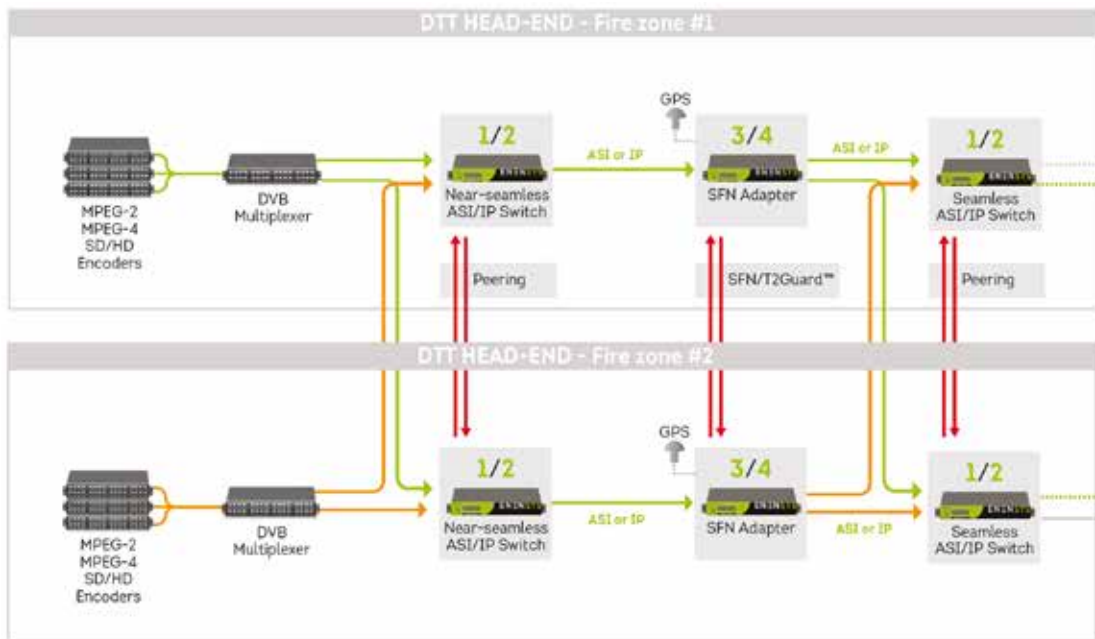 DTT HEAD-END - Fire zone #1
GPS
1/2
3/4
1/2
ASI or IP
ASI or IP
MPEG-2
MPEG-4
SD/HD
Encoders
DVB
Multiplexer
Near-seamless
ASI/IP Switch
SFN Adapter
Seamless
ASI/IP Switch
Peering
SFN/T2Guard™
Peering
DTT HEAD-END - Fire zone #2
GPS
1/2
3/4
1/2
ASI or IP
ASI or IP
MPEG-2
MPEG-4
SD/HD
Encoders
DVB
Multiplexer
Near-seamless
ASI/IP Switch
SFN Adapter
Seamless
ASI/IP Switch